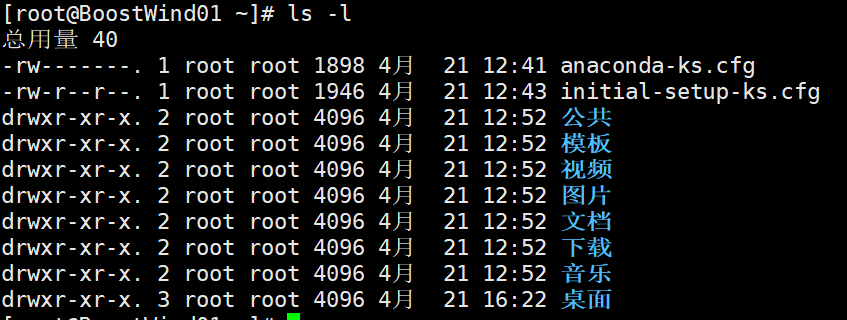 [root@BoostWind01 ~]# ls -l
总用量 40
-rw-------. 1 root root 1898 4月  21 12:41 anaconda-ks.cfg
-rw-r--r--. 1 root root 1946 4月  21 12:43 initial-setup-ks.cfg
drwxr-xr-x. 2 root root 4096 4月  21 12:52 公共
drwxr-xr-x. 2 root root 4096 4月  21 12:52 模板
drwxr-xr-x. 2 root root 4096 4月  21 12:52 视频
drwxr-xr-x. 2 root root 4096 4月  21 12:52 图片
drwxr-xr-x. 2 root root 4096 4月  21 12:52 文档
drwxr-xr-x. 2 root root 4096 4月  21 12:52 下载
drwxr-xr-x. 2 root root 4096 4月  21 12:52 音乐
drwxr-xr-x. 3 root root 4096 4月  21 16:22 桌面
[root@BoostWind01 ~]#